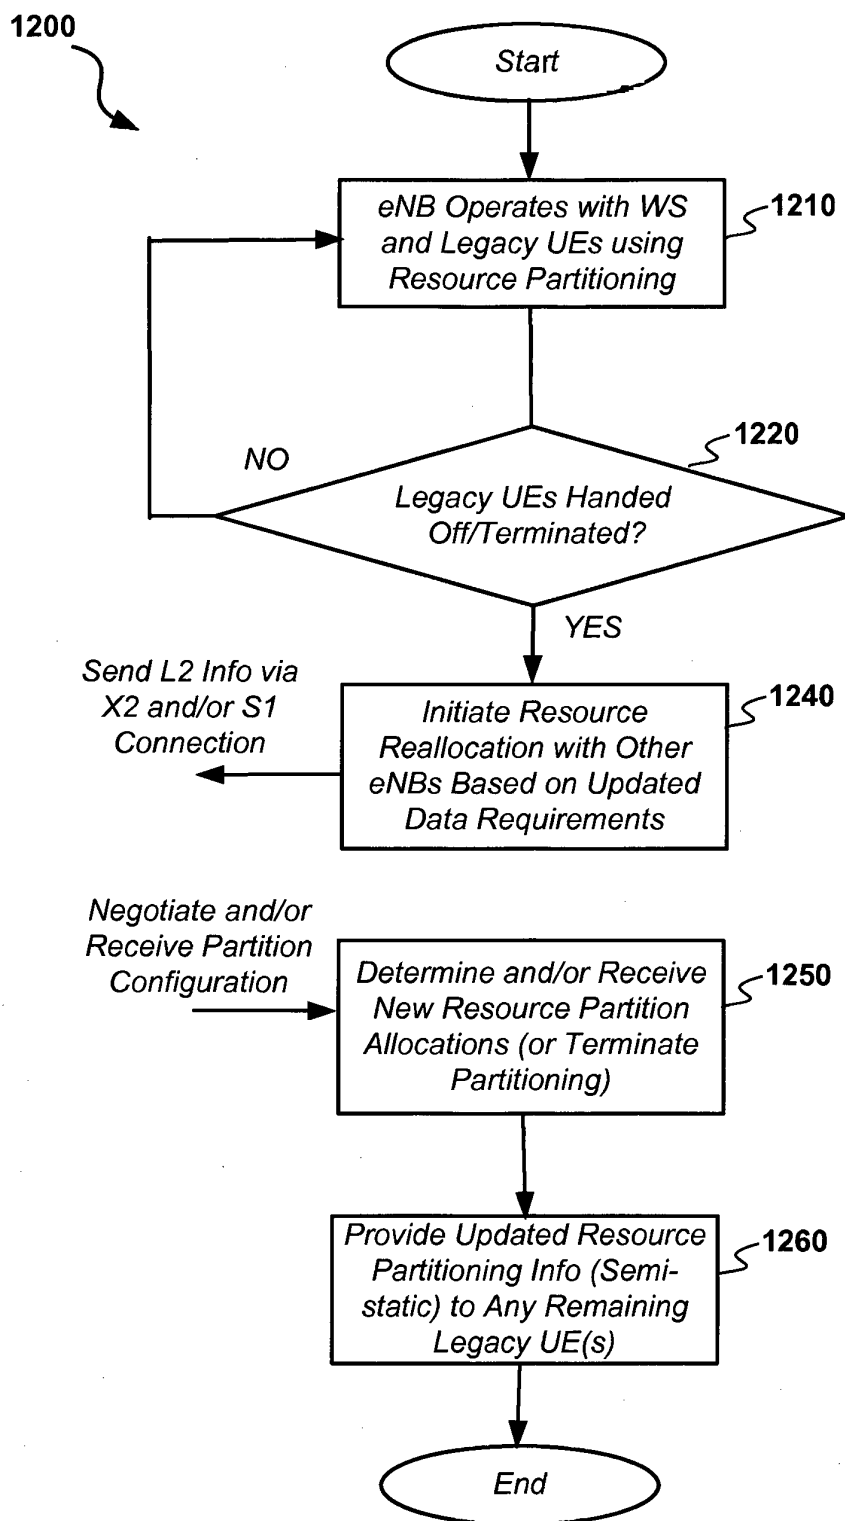 1200
Start
eNB Operates with WS
and Legacy UEs using
Resource Partitioning
1210
NO
Legacy UEs Handed
Off/Terminated?
1220
YES
Send L2 Info via
X2 and/or S1
Connection
Initiate Resource
Reallocation with Other
eNBs Based on Updated
Data Requirements
1240
Negotiate and/or
Receive Partition
Configuration
Determine and/or Receive
New Resource Partition
Allocations (or Terminate
Partitioning)
1250
Provide Updated Resource
Partitioning Info (Semi-
static) to Any Remaining
Legacy UE(s)
1260
End